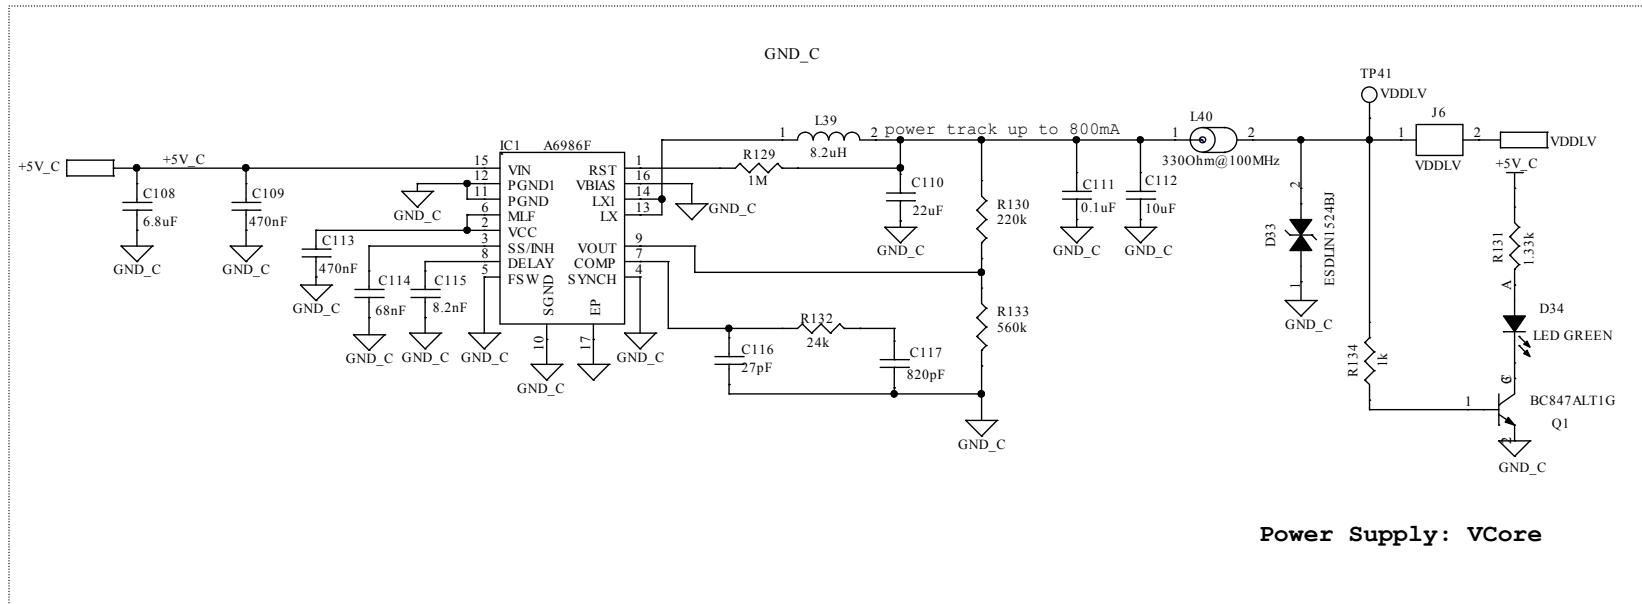 GND_C
TP41
VDDLV
L39
8.2uH
1
2
power track up to 800mA
L40
1
2
330Ohm@100MHz
J6
1
2
VDDLV
VDDLV
+5V_C
+5V_C
IC1
A6986F
15
VIN
12
PGND1
11
PGND
6
MLF
2
VCC
3
SS/INH
8
DELAY
5
FSW
RST
1
VBIAS
16
LX1
14
LX
13
VOUT
9
COMP
7
SYNCH
4
SGND
10
EP
17
R129
1M
C108
6.8uF
GND_C
C109
470nF
GND_C
GND_C
C113
470nF
GND_C
C114
68nF
GND_C
C115
8.2nF
GND_C
GND_C
GND_C
GND_C
GND_C
C110
22uF
GND_C
R130
220k
C111
0.1uF
GND_C
C112
10uF
GND_C
R133
560k
R132
24k
C116
27pF
C117
820pF
GND_C
2
D33
ESDLIN1524BJ
1
GND_C
+5V_C
R131
1.33k
A
D34
LED GREEN
C
R134
1k
1
BC847ALT1G
Q1
2
GND_C
Power Supply: VCore